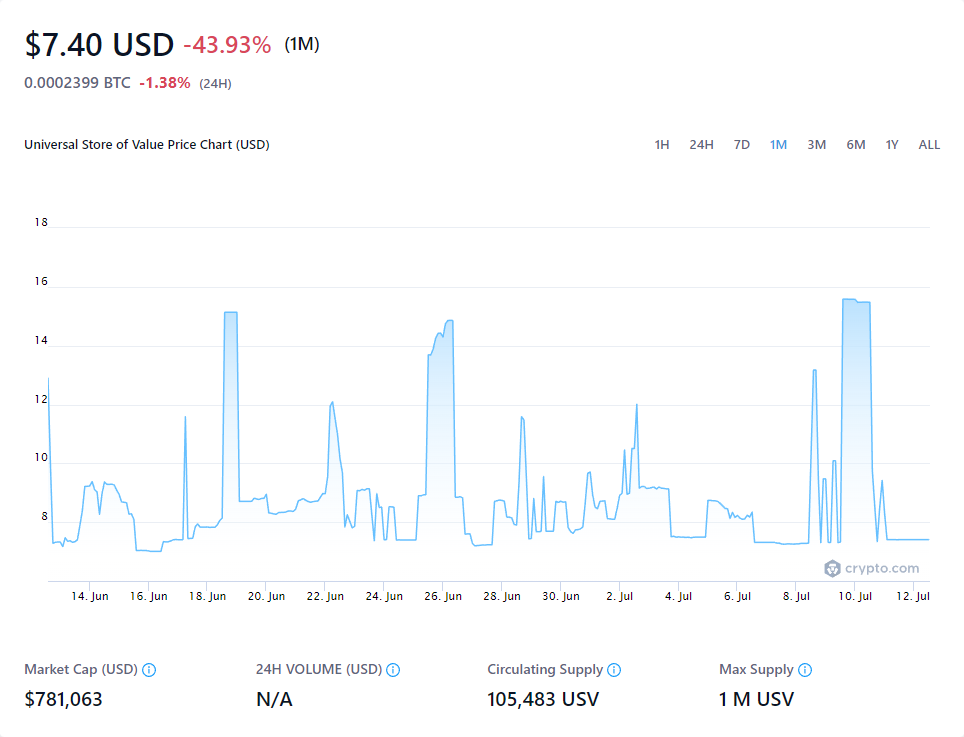 $7.40 USD -43.93% (1M)
0.0002399 BTC -1.38% (24H)
Universal Store of Value Price Chart (USD) 1H 24H 7D 1M 3M 6M 1Y ALL
18
16
14
12
10
8
crypto.com
14. Jun 16. Jun 18. Jun 20. Jun 22. Jun 24. Jun 26. Jun 28. Jun 30. Jun 2. Jul 4. Jul 6. Jul 8. Jul 10. Jul 12. Jul
Market Cap (USD) 24H VOLUME (USD) Circulating Supply Max Supply
$781,063 N/A 105,483 USV 1 M USV